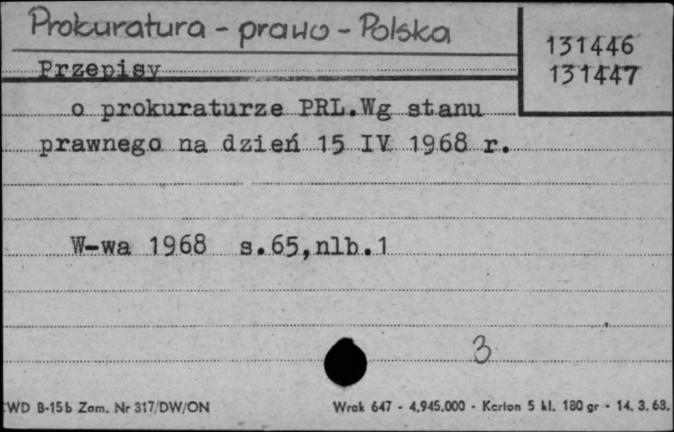 Prokuratura - prawo - Polska
131446
131447
Przepisy
o prokuraturze PRL.Wg stanu
prawnego na dzień 15 IV 1968 r.
W-wa 1968 s.65,nlb.1
3
CWD B-15b Zam. Nr 317/DW/ON
Wrak 647 - 4.945.000 - Karton 5 kl. 180 gr - 14. 3. 63.